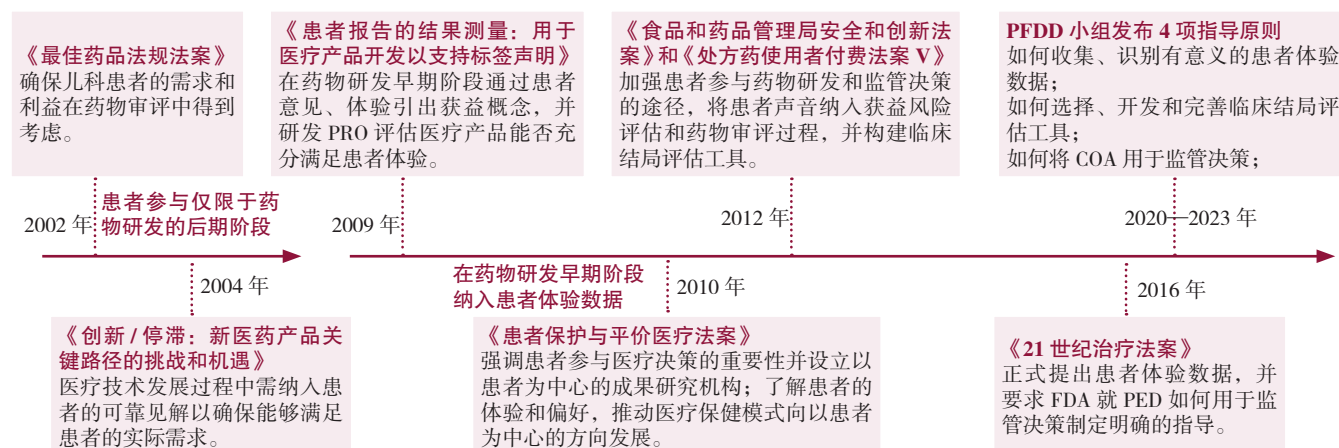 《最佳药品法规法案》
确保儿科患者的需求和
利益在药物审评中得到
考虑。
《患者报告的结果测量：用于
医疗产品开发以支持标签声明》
在药物研发早期阶段通过患者
意见、体验引出获益概念，并
研发 PRO 评估医疗产品能否充
分满足患者体验。
《食品和药品管理局安全和创新法
案》和《处方药使用者付费法案 V》
加强患者参与药物研发和监管决策
的途径，将患者声音纳入获益风险
评估和药物审评过程，并构建临床
结局评估工具。
PFDD 小组发布 4 项指导原则
如何收集、识别有意义的患者体验
数据；
如何选择、开发和完善临床结局评
估工具；
如何将 COA 用于监管决策；
2002 年
患者参与仅限于药
物研发的后期阶段
2009 年
2012 年
2020—2023 年
2004 年
在药物研发早期阶段
纳入患者体验数据
2010 年
2016 年
《创新 / 停滞：新医药产品关
键路径的挑战和机遇》
医疗技术发展过程中需纳入患
者的可靠见解以确保能够满足
患者的实际需求。
《患者保护与平价医疗法案》
强调患者参与医疗决策的重要性并设立以
患者为中心的成果研究机构；了解患者的
体验和偏好，推动医疗保健模式向以患者
为中心的方向发展。
《21 世纪治疗法案》
正式提出患者体验数据，并
要求 FDA 就 PED 如何用于监
管决策制定明确的指导。